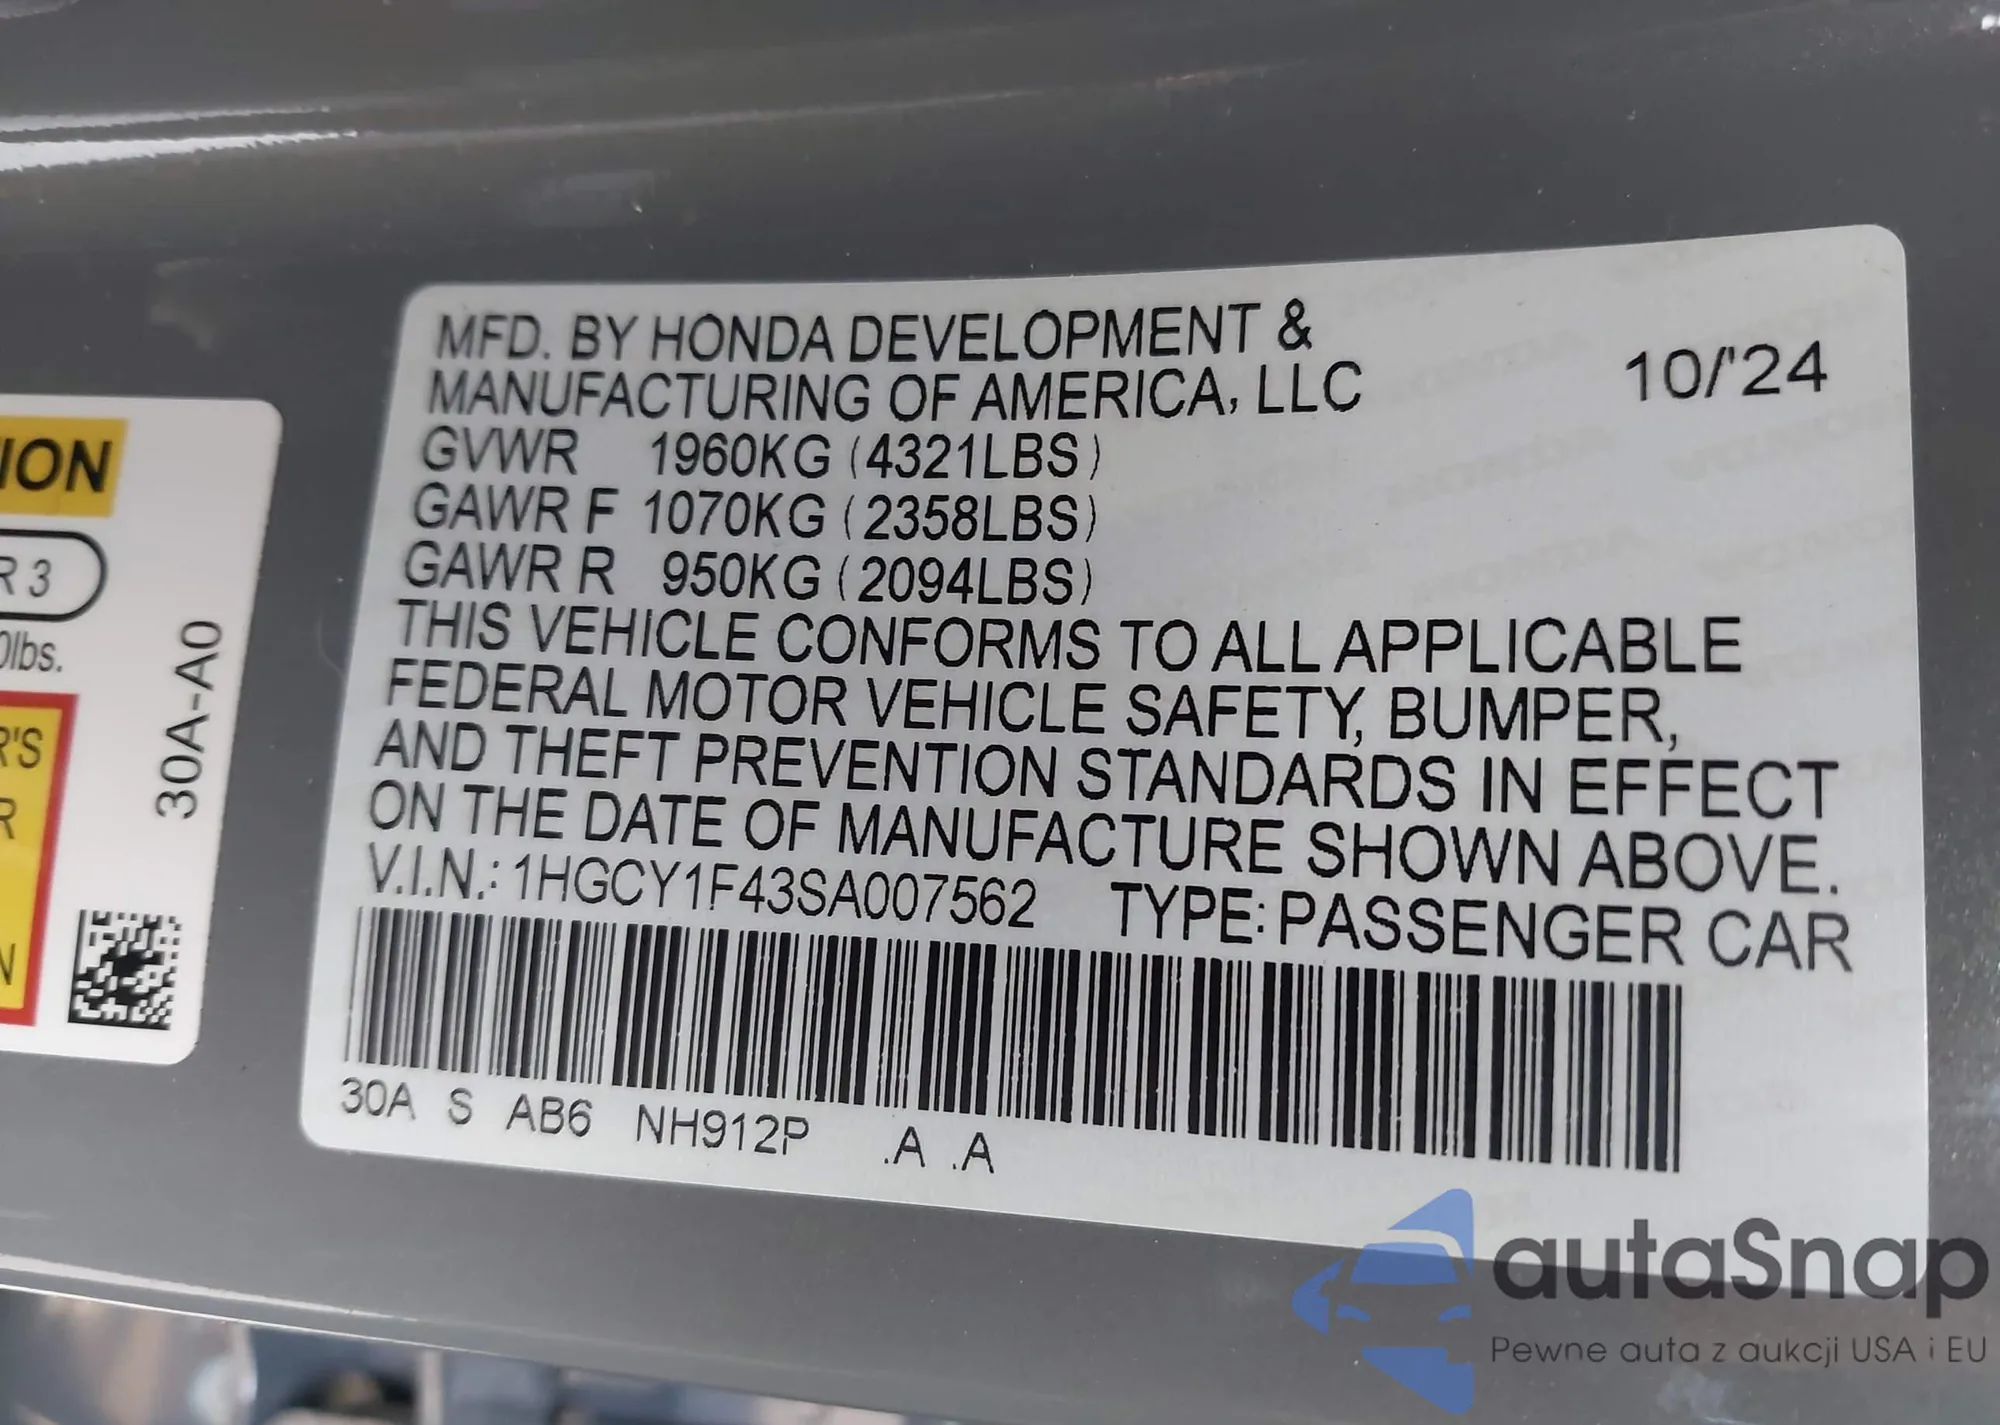 ION
R 3
0lbs.
R'S
R
N
30A-A0
MFD. BY HONDA DEVELOPMENT &
MANUFACTURING OF AMERICA, LLC
10/'24
GVWR 1960KG (4321LBS)
GAWR F 1070KG (2358LBS)
GAWR R 950KG (2094LBS)
THIS VEHICLE CONFORMS TO ALL APPLICABLE
FEDERAL MOTOR VEHICLE SAFETY, BUMPER,
AND THEFT PREVENTION STANDARDS IN EFFECT
ON THE DATE OF MANUFACTURE SHOWN ABOVE.
V.I.N.: 1HGCY1F43SA007562 TYPE: PASSENGER CAR
30A S AB6 NH912P .A .A
autaSnap
Pewne auta z aukcji USA i EU